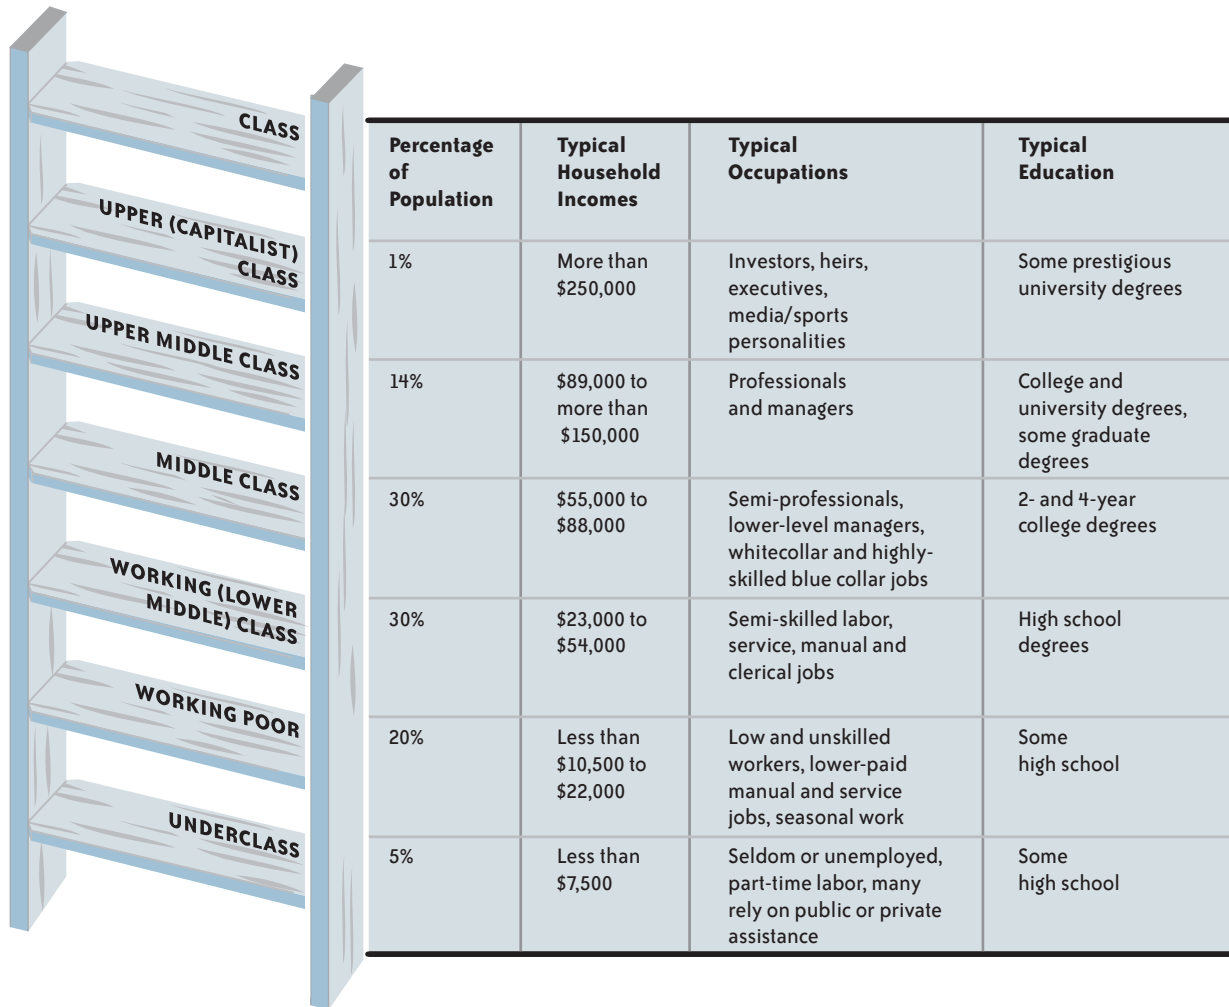 CLASS
Percentage
of
Population
Typical
Household
Incomes
Typical
Occupations
Typical
Education
UPPER (CAPITALIST)
CLASS
1%
More than
$250,000
Investors, heirs,
executives,
media/sports
personalities
Some prestigious
university degrees
UPPER MIDDLE CLASS
14%
$89,000 to
more than
$150,000
Professionals
and managers
College and
university degrees,
some graduate
degrees
MIDDLE CLASS
30%
$55,000 to
$88,000
Semi-professionals,
lower-level managers,
whitecollar and highly-
skilled blue collar jobs
2- and 4-year
college degrees
WORKING (LOWER
MIDDLE) CLASS
30%
$23,000 to
$54,000
Semi-skilled labor,
service, manual and
clerical jobs
High school
degrees
WORKING POOR
20%
Less than
$10,500 to
$22,000
Low and unskilled
workers, lower-paid
manual and service
jobs, seasonal work
Some
high school
UNDERCLASS
5%
Less than
$7,500
Seldom or unemployed,
part-time labor, many
rely on public or private
assistance
Some
high school